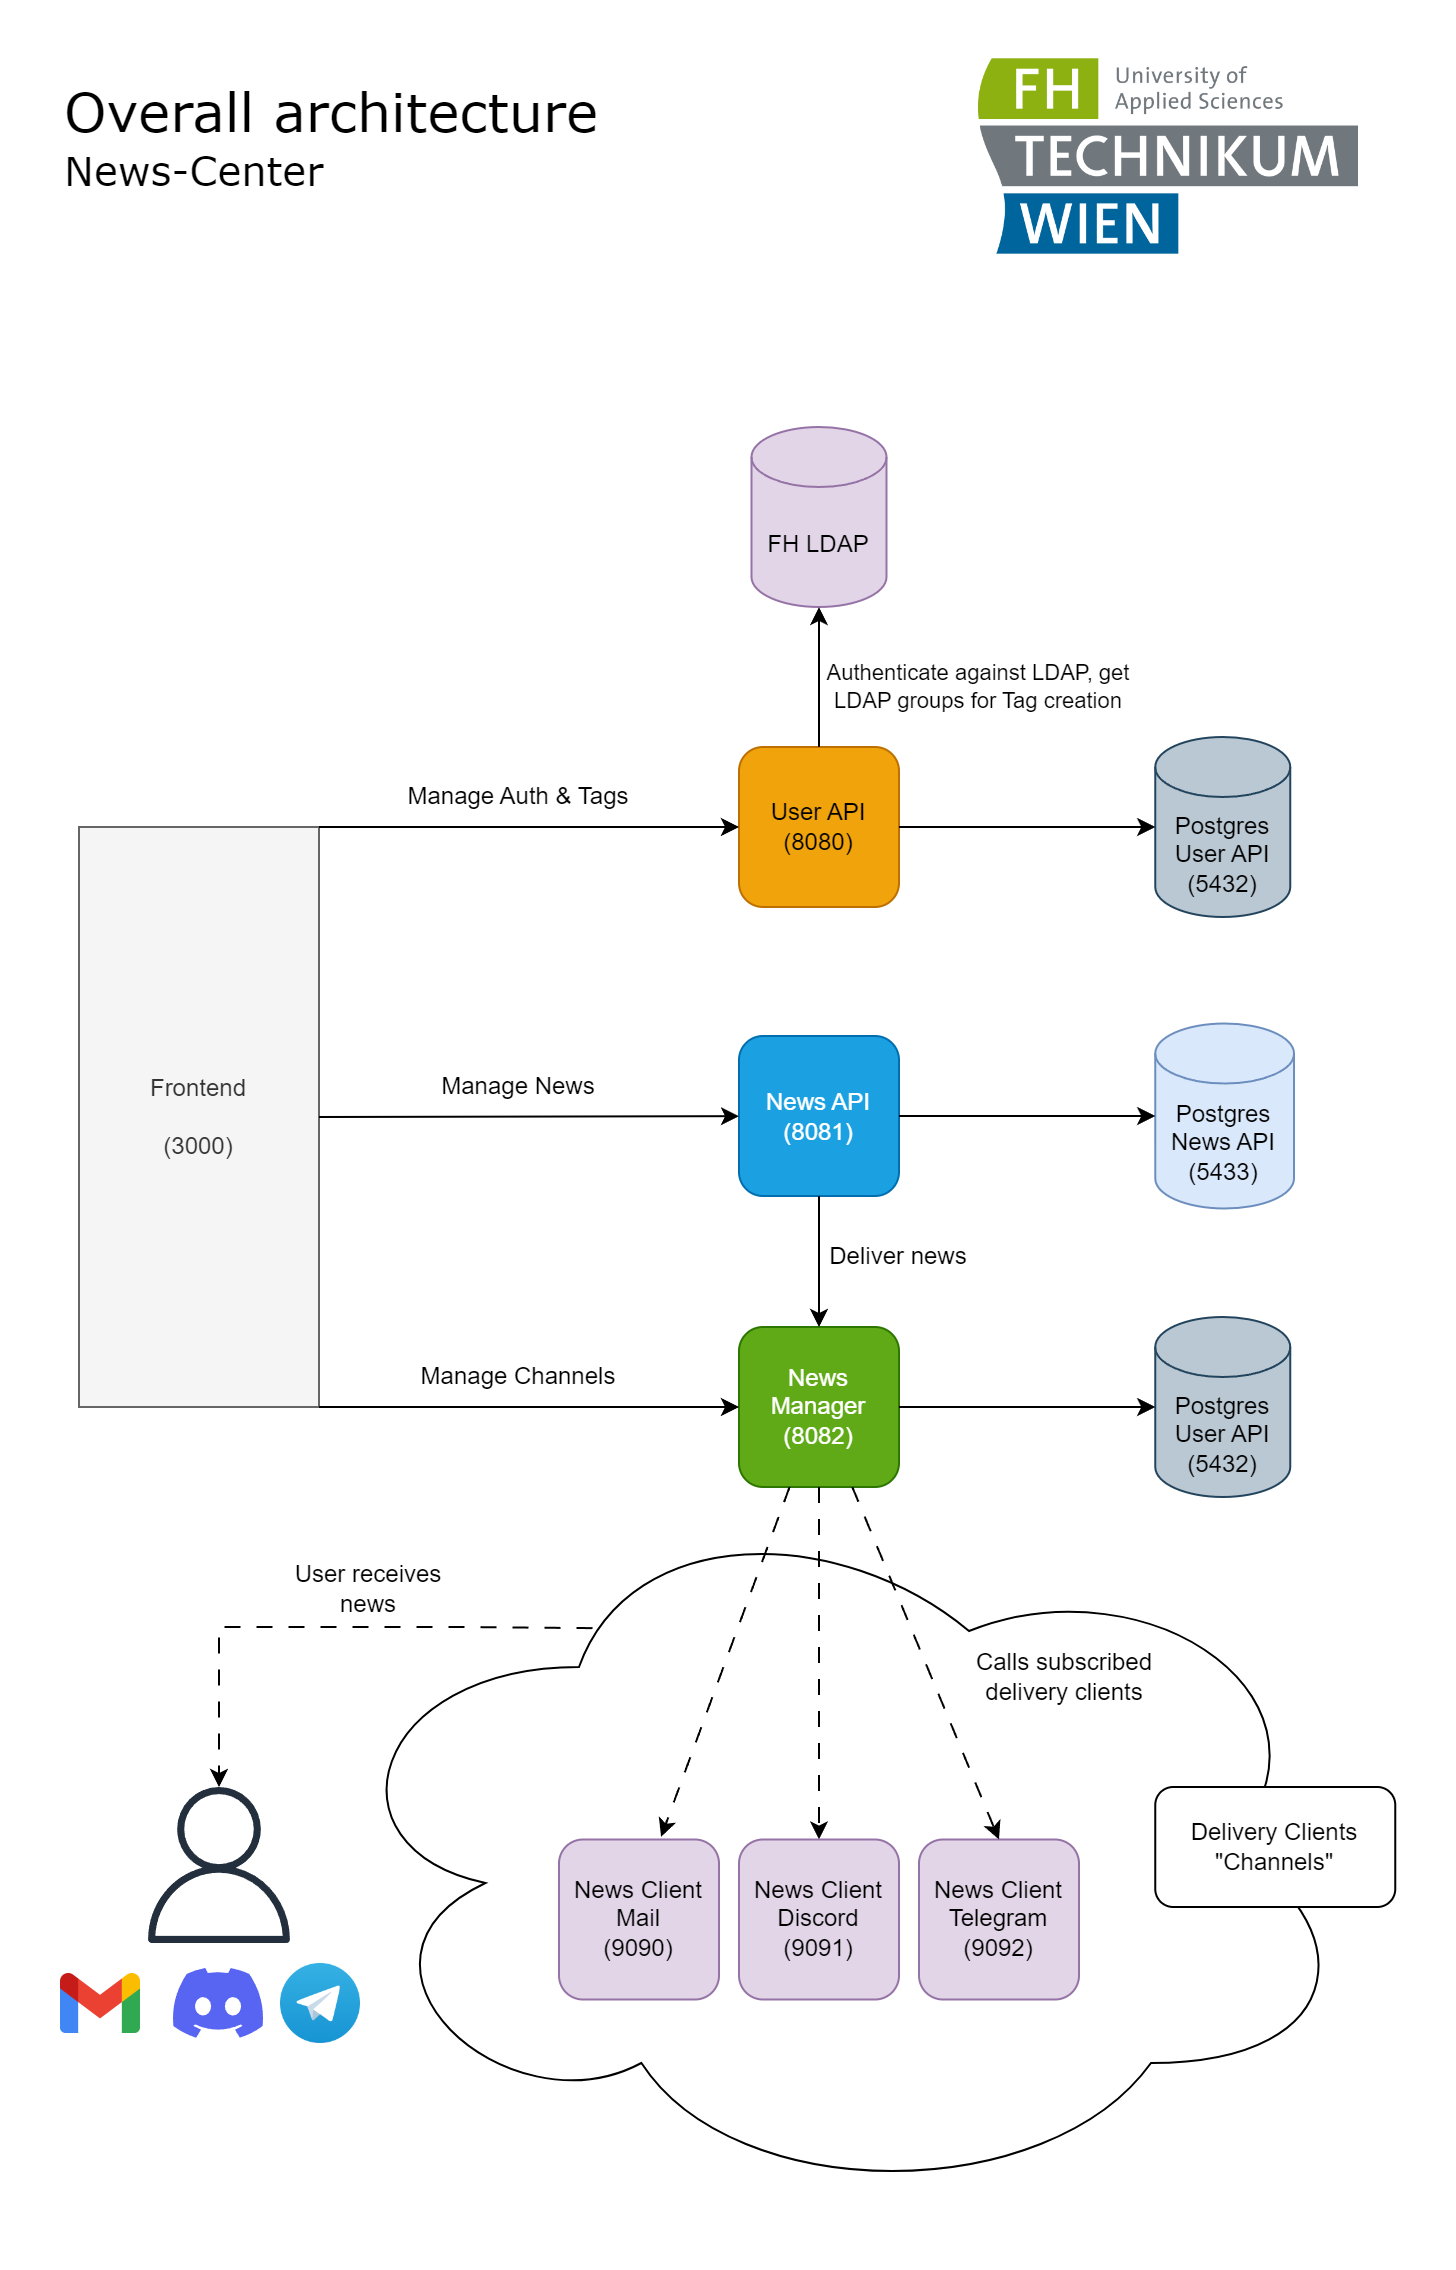 Overall architecture
News-Center
FH
University of
Applied Sciences
TECHNIKUM
WIEN
FH LDAP
Authenticate against LDAP, get
LDAP groups for Tag creation
Manage Auth & Tags
User API
(8080)
Postgres
User API
(5432)
Frontend
(3000)
Manage News
News API
(8081)
Postgres
News API
(5433)
Deliver news
Manage Channels
News
Manager
(8082)
Postgres
User API
(5432)
User receives
news
Calls subscribed
delivery clients
Delivery Clients
"Channels"
News Client
Mail
(9090)
News Client
Discord
(9091)
News Client
Telegram
(9092)